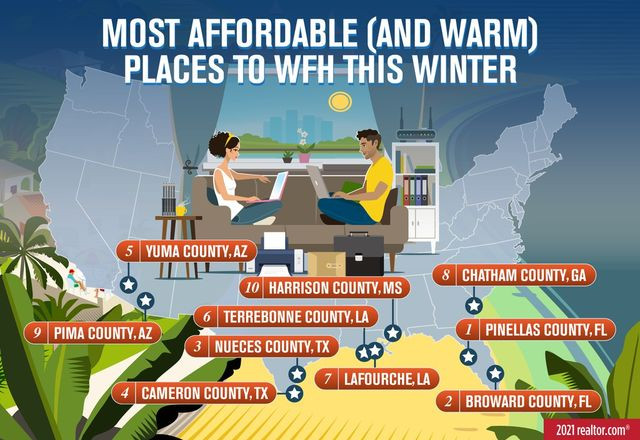 MOST AFFORDABLE (AND WARM)
PLACES TO WFH THIS WINTER
5 YUMA COUNTY, AZ
10 HARRISON COUNTY, MS
8 CHATHAM COUNTY, GA
6 TERREBONNE COUNTY, LA
9 PIMA COUNTY, AZ
1 PINELLAS COUNTY, FL
3 NUECES COUNTY, TX
7 LAFOURCHE, LA
4 CAMERON COUNTY, TX
2 BROWARD COUNTY, FL
2021 realtor.com®